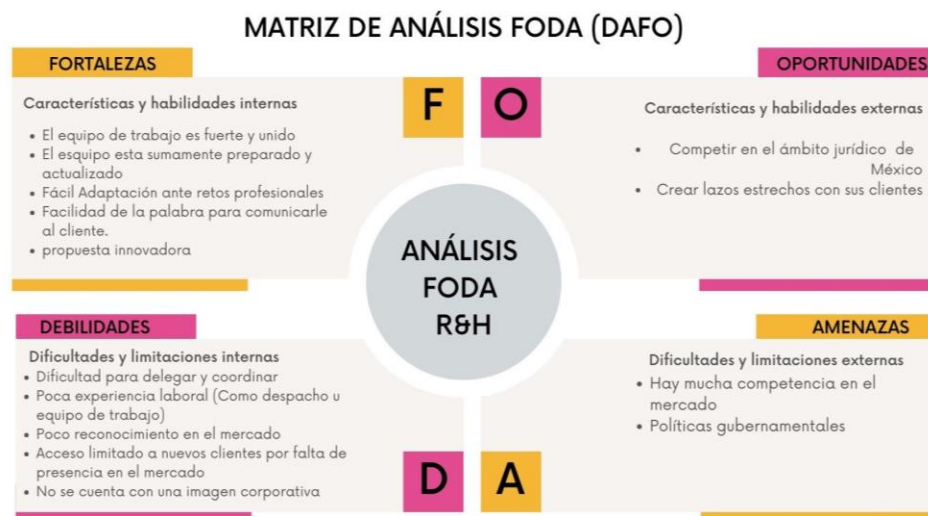 MATRIZ DE ANÁLISIS FODA (DAFO)
FORTALEZAS
Características y habilidades internas
• El equipo de trabajo es fuerte y unido
• El esquipo esta sumamente preparado y
actualizado
• Fácil Adaptación ante retos profesionales
• Facilidad de la palabra para comunicarle
al cliente.
• propuesta innovadora
F
O
OPORTUNIDADES
Características y habilidades externas
• Competir en el ámbito jurídico de
México
• Crear lazos estrechos con sus clientes
ANÁLISIS
FODA
R&H
DEBILIDADES
Dificultades y limitaciones internas
• Dificultad para delegar y coordinar
• Poca experiencia laboral (Como despacho u
equipo de trabajo)
• Poco reconocimiento en el mercado
• Acceso limitado a nuevos clientes por falta de
presencia en el mercado
• No se cuenta con una imagen corporativa
D
A
AMENAZAS
Dificultades y limitaciones externas
• Hay mucha competencia en el
mercado
• Políticas gubernamentales